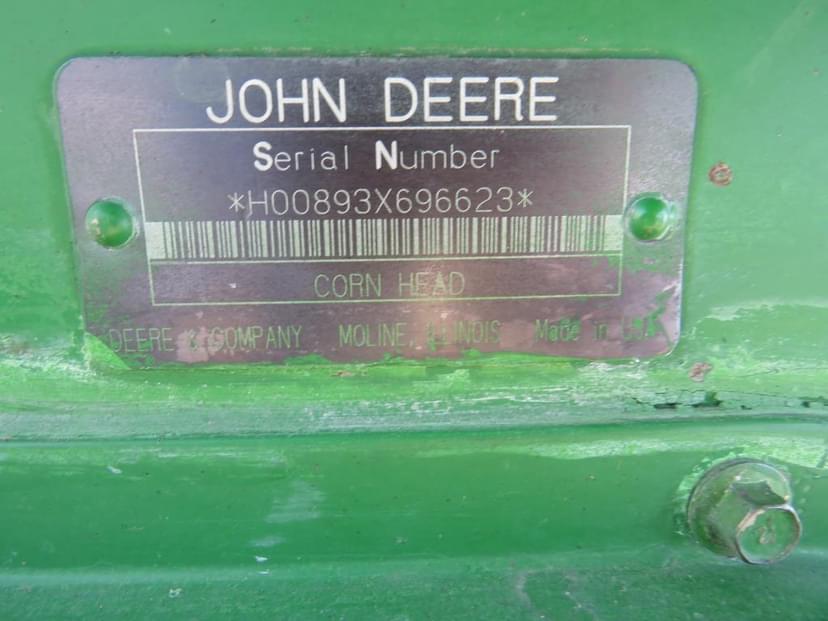 JOHN DEERE
Serial Number
*H00893X696623*
CORN HEAD
DEERE & COMPANY MOLINE, ILLINOIS Made in USA